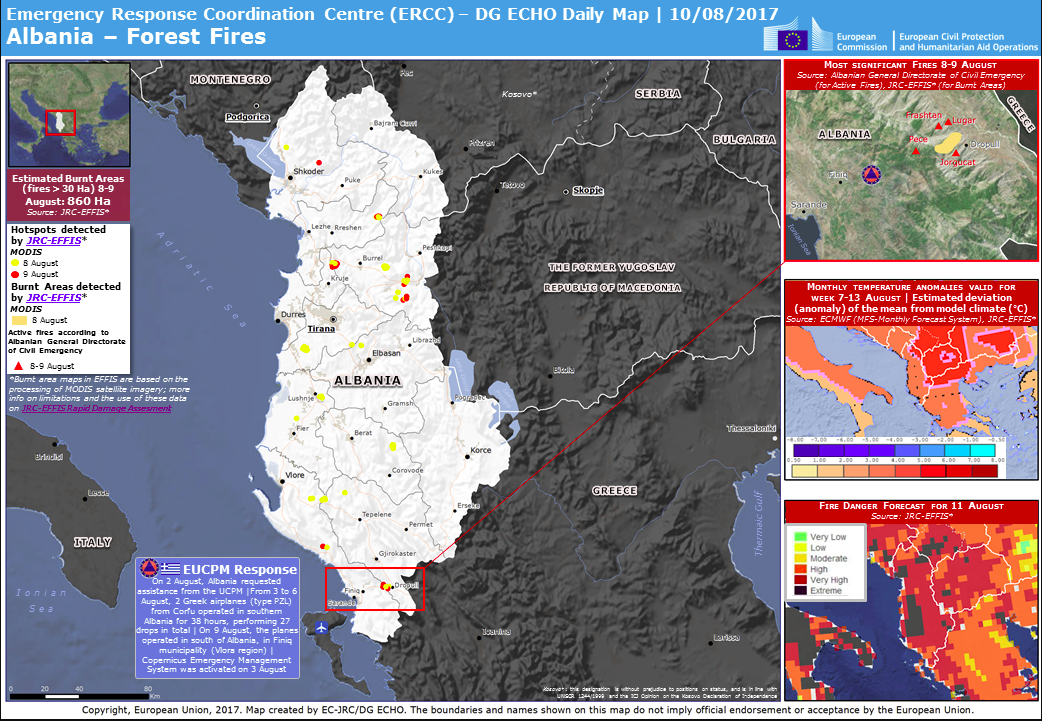 Emergency Response Coordination Centre (ERCC) – DG ECHO Daily Map | 10/08/2017
Albania – Forest Fires
European
Commission
European Civil Protection
and Humanitarian Aid Operations
Estimated Burnt Areas
(fires > 30 Ha) 8-9
August: 860 Ha
Source: JRC-EFFIS
Hotspots detected
by JRC-EFFIS*
MODIS
8 August
9 August
Burnt Areas detected
by JRC-EFFIS*
MODIS
8 August
Active fires according to
Albanian General Directorate
of Civil Emergency
8-9 August
*Burnt area maps in EFFIS are based on the
processing of MODIS satellite imagery; more
info on limitations and the use of these data
on JRC-EFFIS Rapid Damage Assesment
MONTENEGRO
Pec
Kosovo*
SERBIA
Podgorica
Bajram Curri
BULGARIA
Prizren
Shkoder
Kukes
Puke
Tetovo
Skopje
Lezhe
Rreshen
Peshkopi
Adriatic Sea
Burrel
Kruje
THE FORMER YUGOSLAV
REPUBLIC OF MACEDONIA
Durres
Tirana
Librazhd
Elbasan
ALBANIA
Bitola
Pogradec
Lushnje
Gramsh
Fier
Berat
Thessaloniki
Brindisi
Korce
Corovode
Vlore
Lecce
GREECE
Erseke
Tepelene
Permet
Thermaic Gulf
ITALY
Gjirokaster
Dropull
Finiq
Sarande
Ionian
Sea
Ioanina
Larissa
EUCPM Response
On 2 August, Albania requested
assistance from the UCPM |From 3 to 6
August, 2 Greek airplanes (type PZL)
from Corfu operated in southern
Albania for 38 hours, performing 27
drops in total | On 9 August, the planes
operated in south of Albania, in Finiq
municipality (Vlora region) |
Copernicus Emergency Management
System was activated on 3 August
0 20 40 80
Km
Kosovo*: this designation is without prejudice to positions on status, and is in line with
UNSCR 1244/1999 and the ICJ Opinion on the Kosovo Declaration of Independence
Most significant Fires 8-9 August
Source: Albanian General Directorate of Civil Emergency
(for Active Fires), JRC-EFFIS* (for Burnt Areas)
GREECE
Frashtan
Lugar
ALBANIA
Pece
Dropull
Jorgucat
Finiq
Sarande
Ionian Sea
Monthly temperature anomalies valid for
week 7-13 August | Estimated deviation
(anomaly) of the mean from model climate (°C)
Source: ECMWF (MFS-Monthly Forecast System), JRC-EFFIS*
-8.00 -6.00 -4.00 -3.00 -2.00 -1.00 -0.50
0.50 1.00 2.00 3.00 4.00 5.00 6.00 8.00
Fire Danger Forecast for 11 August
Source: JRC-EFFIS*
Very Low
Low
Moderate
High
Very High
Extreme
Copyright, European Union, 2017. Map created by EC-JRC/DG ECHO. The boundaries and names shown on this map do not imply official endorsement or acceptance by the European Union.